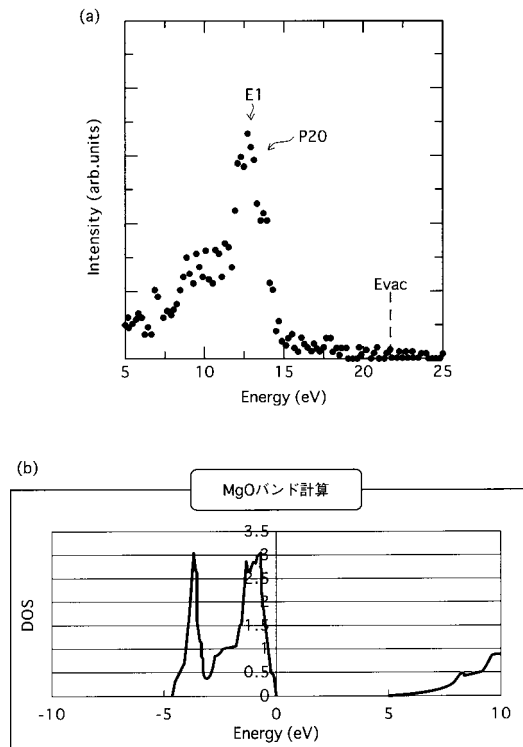 (a)
E1
P20
Evac
Intensity (arb.units)
5
10
15
20
25
Energy (eV)
(b)
MgOバンド計算
3.5
3
2.5
2
1.5
1
0.5
0
DOS
-10
-5
0
5
10
Energy (eV)